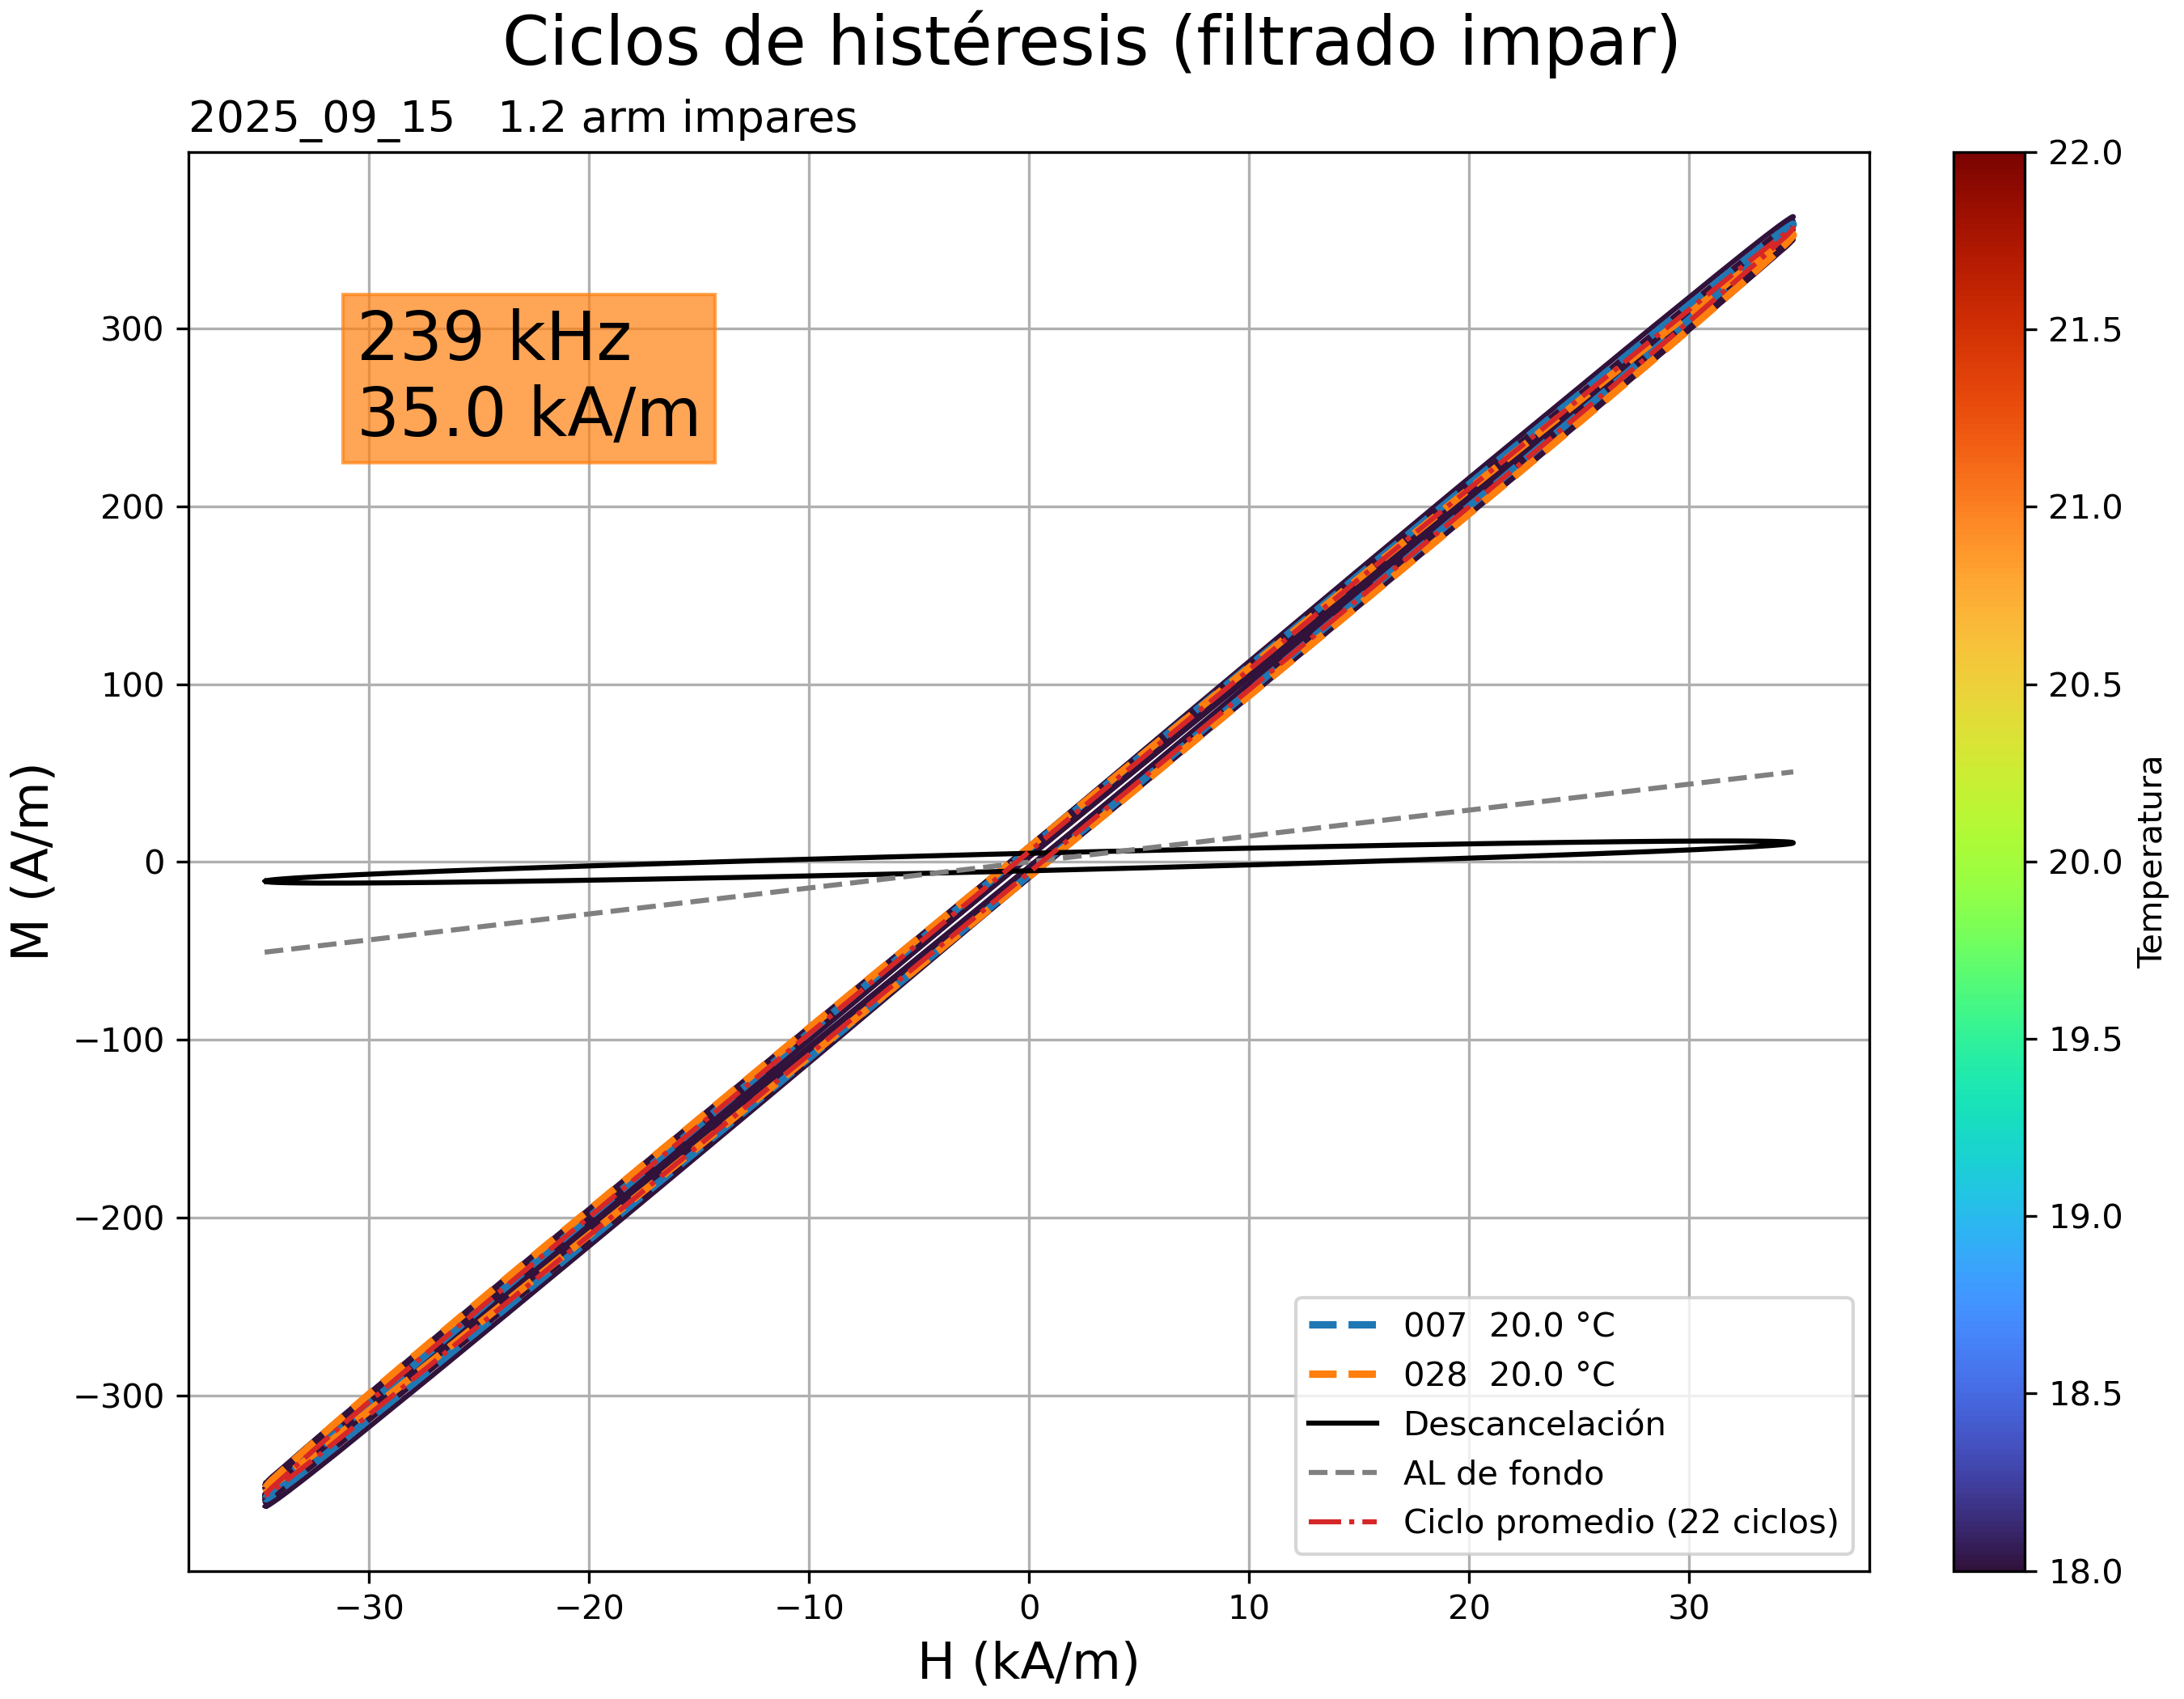 Ciclos de histéresis (filtrado impar)
2025_09_15   1.2 arm impares
239 kHz
35.0 kA/m
M (A/m)
300
200
100
0
−100
−200
−300
−30
−20
−10
0
10
20
30
H (kA/m)
007  20.0 °C
028  20.0 °C
Descancelación
AL de fondo
Ciclo promedio (22 ciclos)
22.0
21.5
21.0
20.5
20.0
19.5
19.0
18.5
18.0
Temperatura